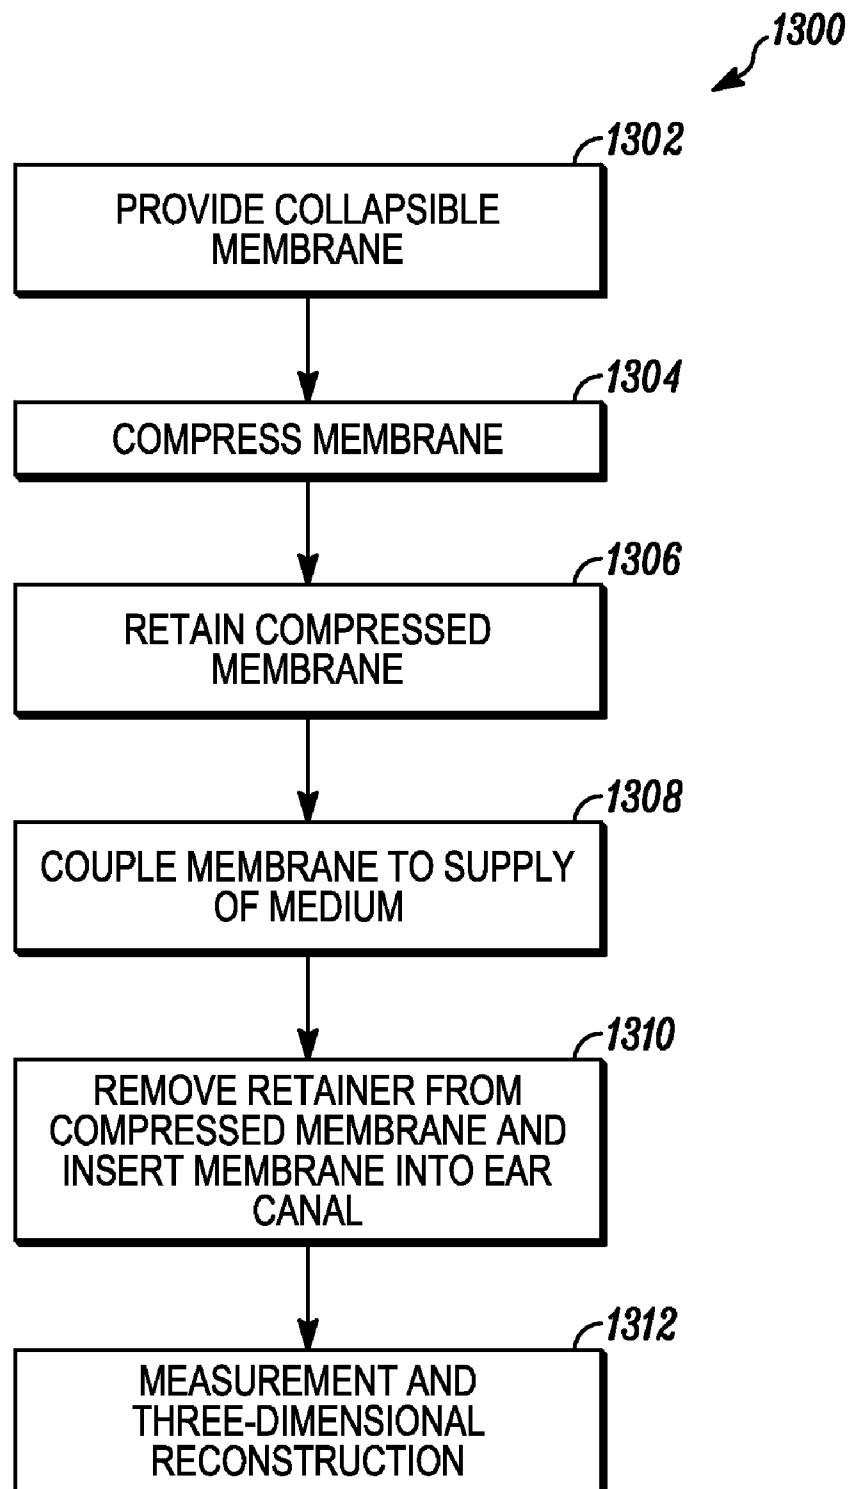 1300
1302
PROVIDE COLLAPSIBLE
MEMBRANE
1304
COMPRESS MEMBRANE
1306
RETAIN COMPRESSED
MEMBRANE
1308
COUPLE MEMBRANE TO SUPPLY
OF MEDIUM
1310
REMOVE RETAINER FROM
COMPRESSED MEMBRANE AND
INSERT MEMBRANE INTO EAR
CANAL
1312
MEASUREMENT AND
THREE-DIMENSIONAL
RECONSTRUCTION